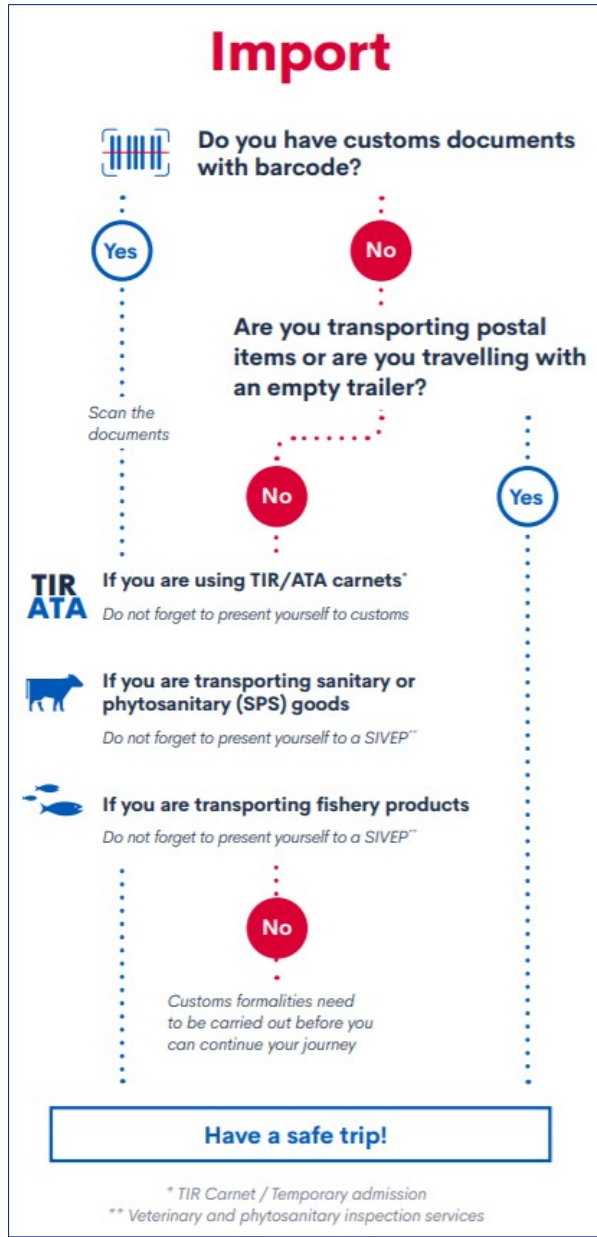 Import
Do you have customs documents
with barcode?
Yes
No
Are you transporting postal
items or are you travelling with
an empty trailer?
Scan the
documents
No
Yes
TIR
ATA
If you are using TIR/ATA carnets*
Do not forget to present yourself to customs
If you are transporting sanitary or
phytosanitary (SPS) goods
Do not forget to present yourself to a SIVEP**
If you are transporting fishery products
Do not forget to present yourself to a SIVEP**
No
Customs formalities need
to be carried out before you
can continue your journey
Have a safe trip!
* TIR Carnet / Temporary admission
** Veterinary and phytosanitary inspection services